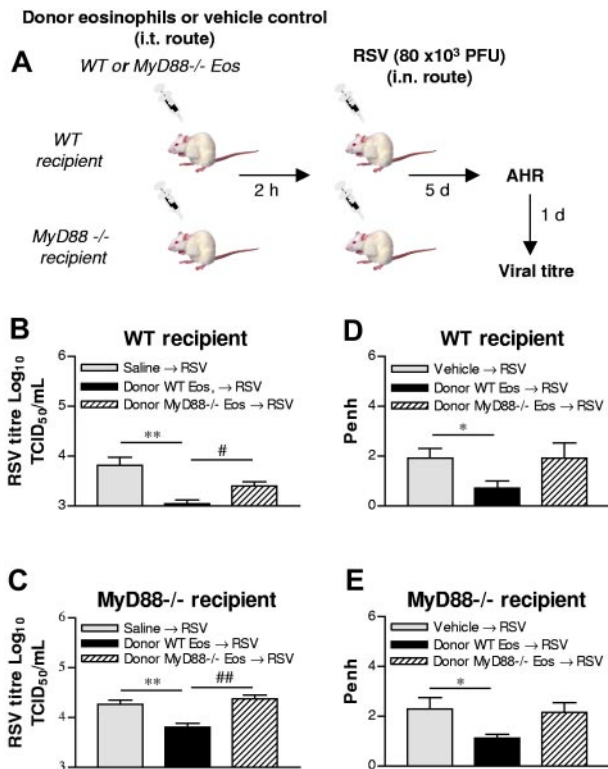 Donor eosinophils or vehicle control
(i.t. route)
A
WT or MyD88-/- Eos
RSV (80 x10³ PFU)
(i.n. route)
WT
recipient
2 h
5 d
AHR
1 d
MyD88 -/-
recipient
Viral titre
B
WT recipient
RSV titre Log₁₀
TCID₅₀/mL
6
5
4
3
Saline → RSV
Donor WT Eos, → RSV
Donor MyD88-/- Eos → RSV
**
#
D
WT recipient
Penh
6
4
2
0
Vehicle → RSV
Donor WT Eos → RSV
Donor MyD88-/- Eos → RSV
*
C
MyD88-/- recipient
RSV titre Log₁₀
TCID₅₀/mL
6
5
4
3
Saline → RSV
Donor WT Eos → RSV
Donor MyD88-/- Eos → RSV
**
##
E
MyD88-/- recipient
Penh
6
4
2
0
Vehicle → RSV
Donor WT Eos → RSV
Donor MyD88-/- Eos → RSV
*